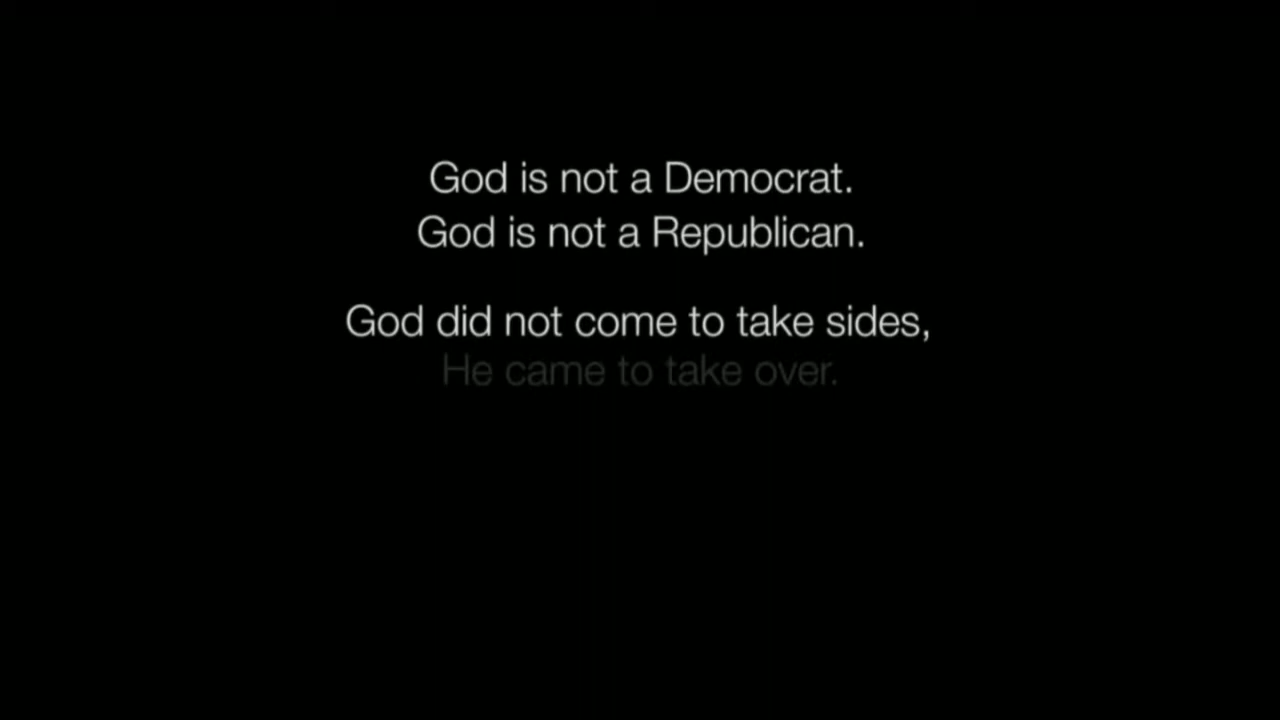 God is not a Democrat.
God is not a Republican.
God did not come to take sides,
He came to take over.